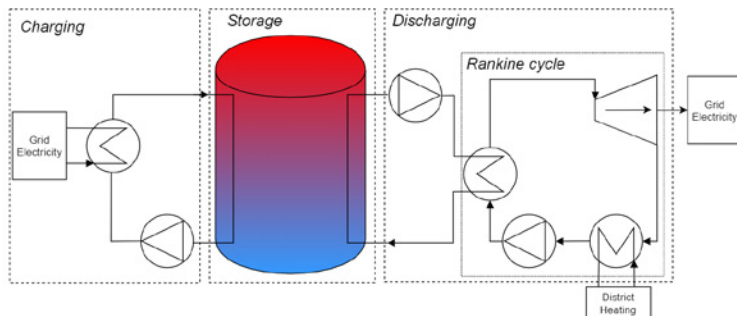 Charging
Storage
Discharging
Rankine cycle
Grid
Electricity
Grid
Electricity
District
Heating